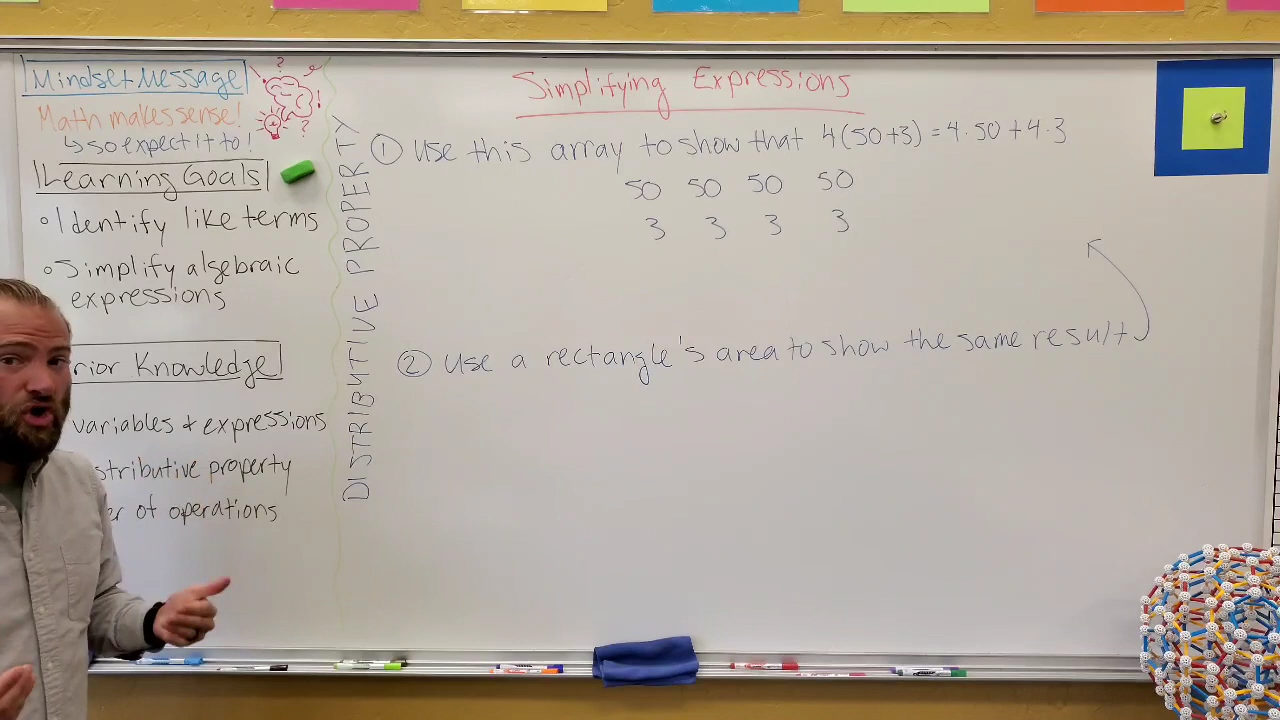 Mindset Message
Math makes sense!
↳ so expect it to!
Learning Goals
◦ Identify like terms
◦ Simplify algebraic
expressions
rior Knowledge
variables + expressions
stributive property
er of operations
DISTRIBUTIVE PROPERTY
Simplifying Expressions
① Use this array to show that 4(50+3) = 4·50 + 4·3
50 50 50 50
3 3 3 3
② Use a rectangle's area to show the same result
? ! ?